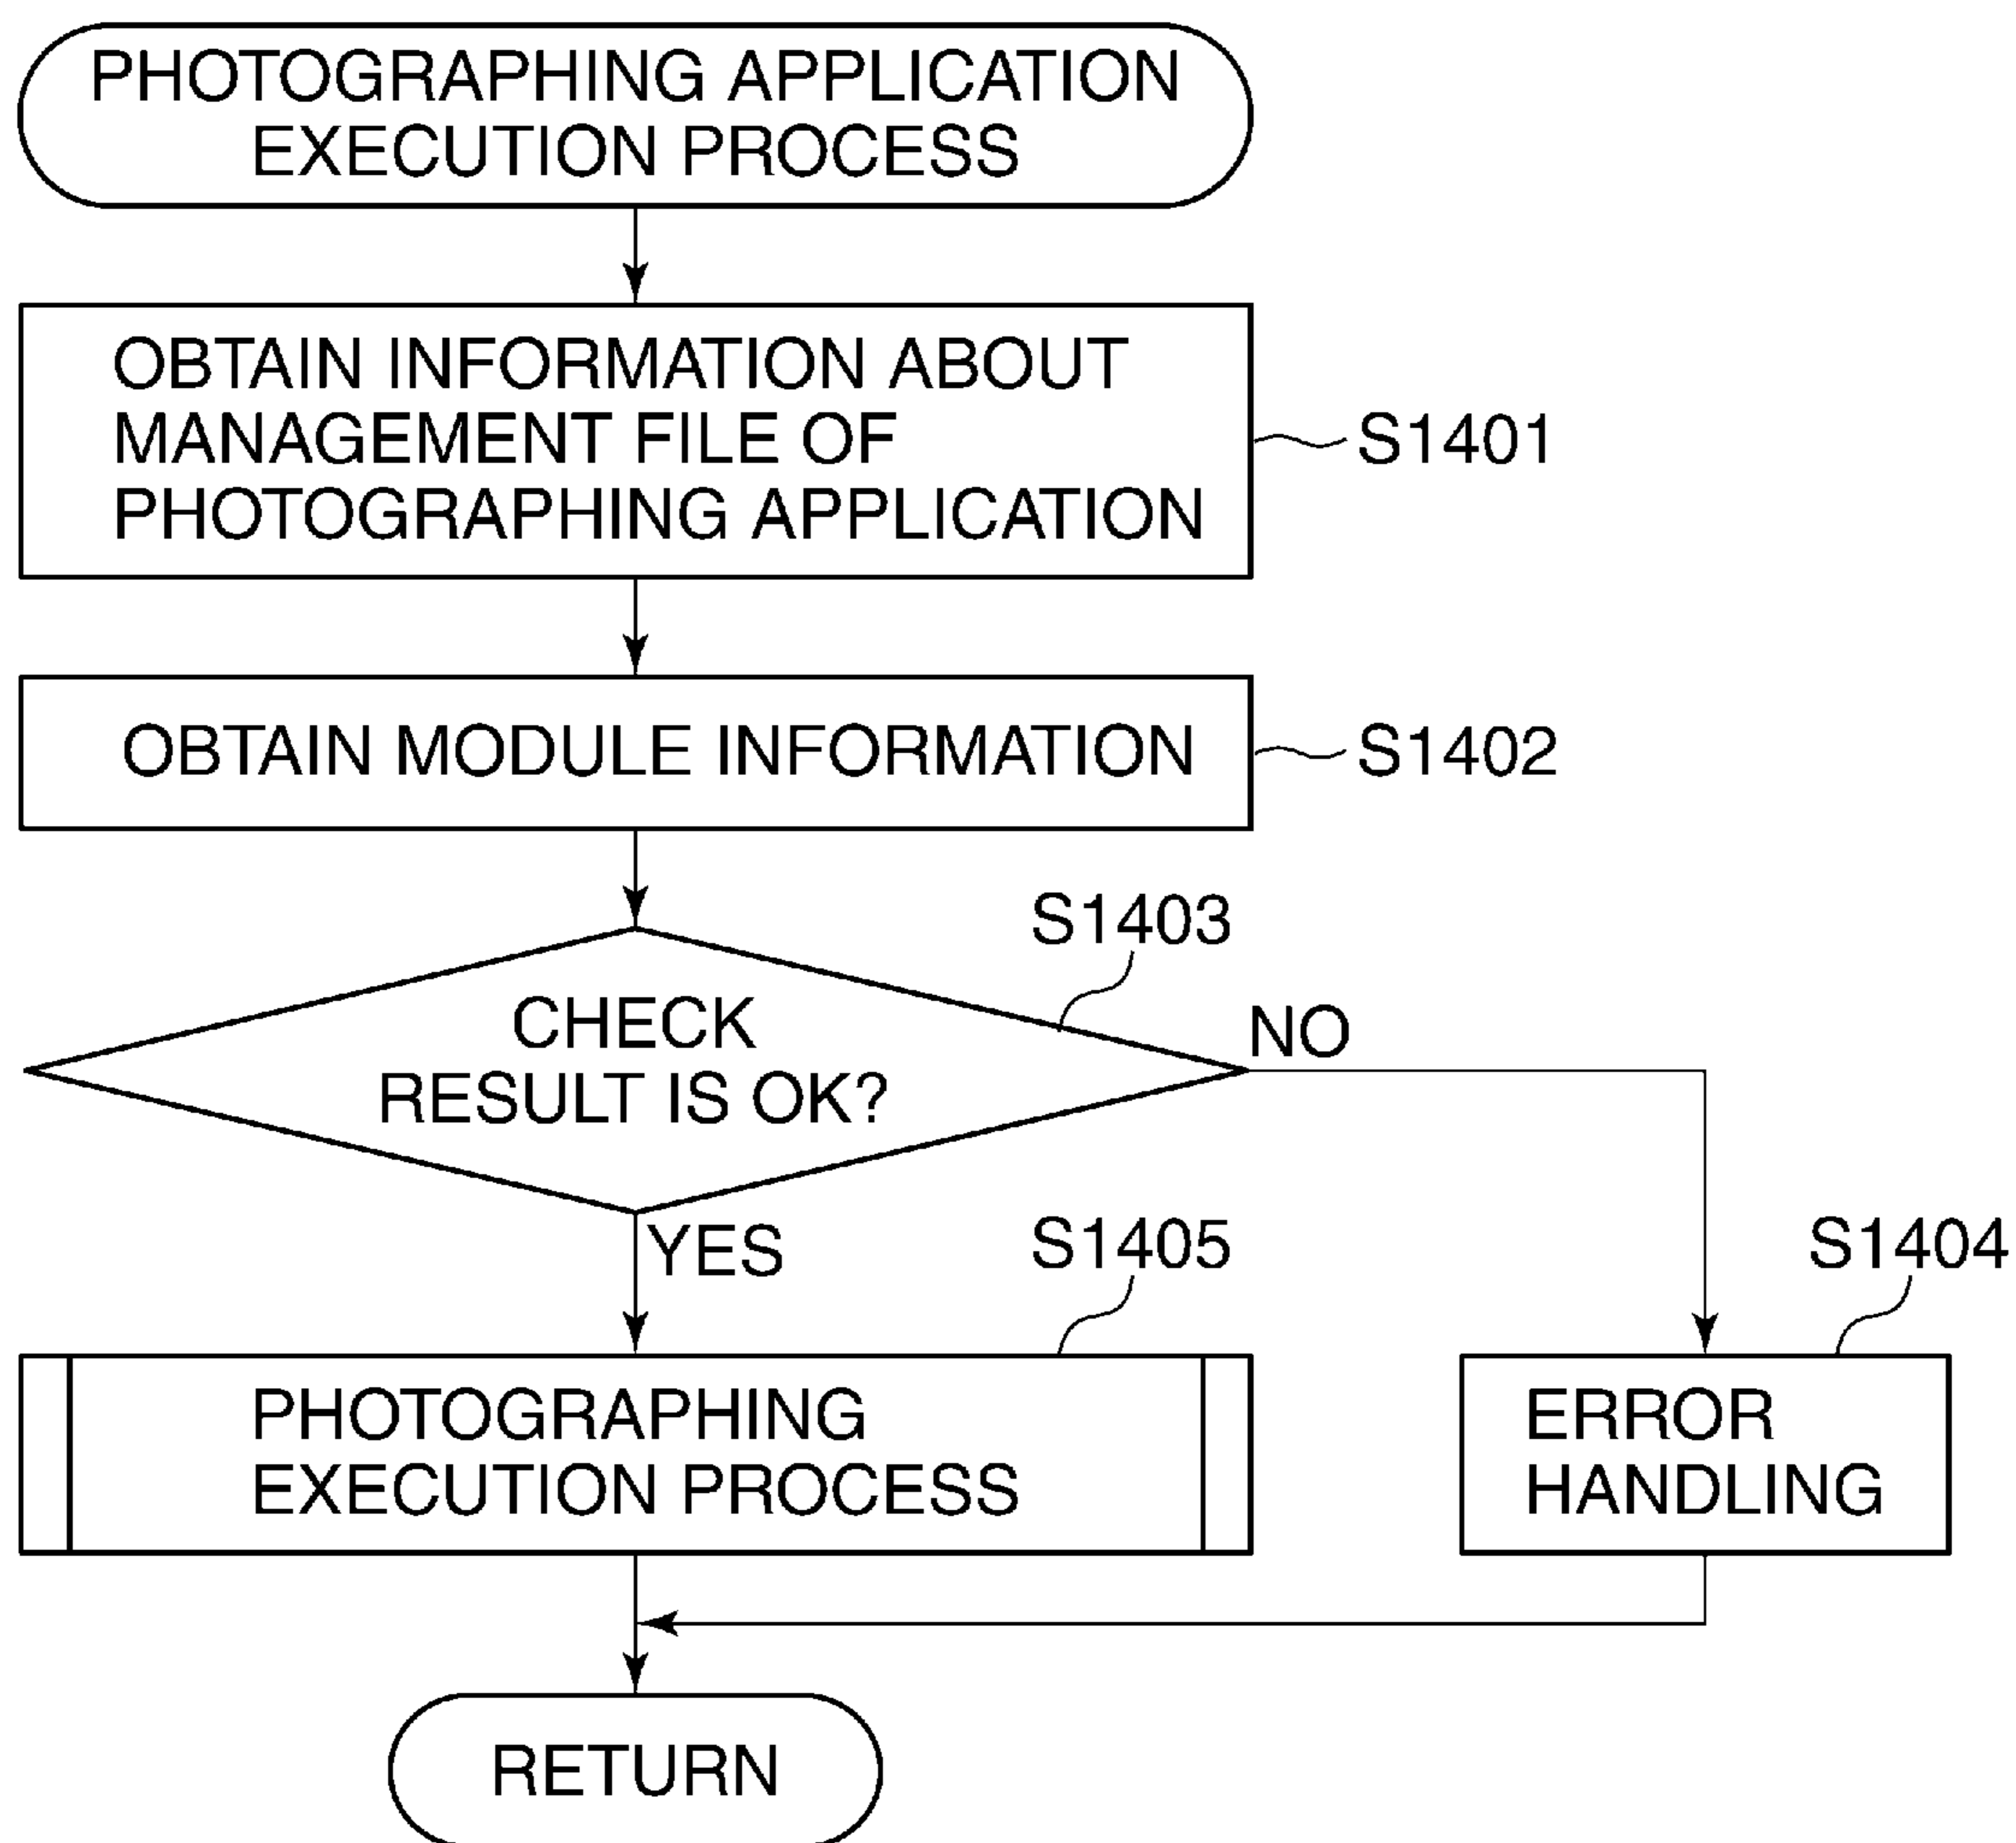 PHOTOGRAPHING APPLICATION
EXECUTION PROCESS
OBTAIN INFORMATION ABOUT
MANAGEMENT FILE OF
PHOTOGRAPHING APPLICATION
S1401
OBTAIN MODULE INFORMATION
S1402
S1403
CHECK
RESULT IS OK?
NO
YES
S1405
S1404
PHOTOGRAPHING
EXECUTION PROCESS
ERROR
HANDLING
RETURN